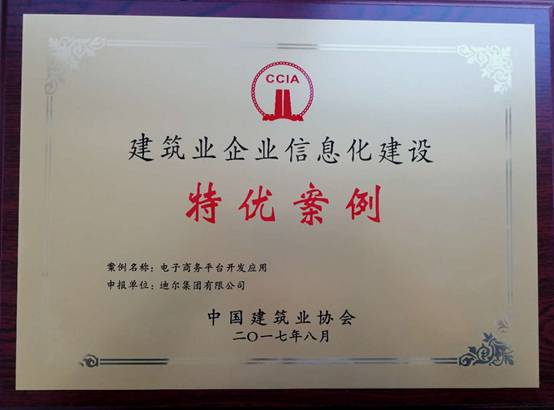 CCIA
建筑业企业信息化建设
特优案例
案例名称：电子商务平台开发应用
申报单位：迪尔集团有限公司
中国建筑业协会
二〇一七年八月